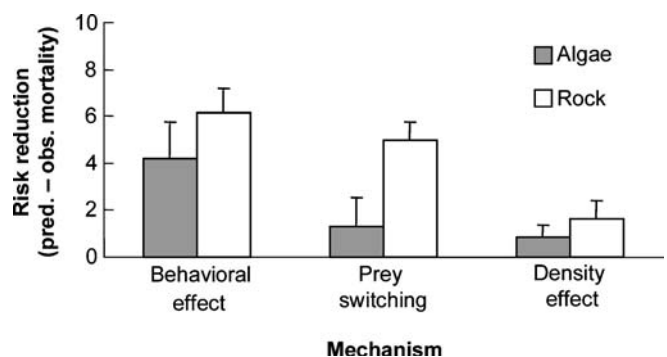 Risk reduction
(pred. – obs. mortality)
10
8
6
4
2
0
Algae
Rock
Behavioral
effect
Prey
switching
Density
effect
Mechanism